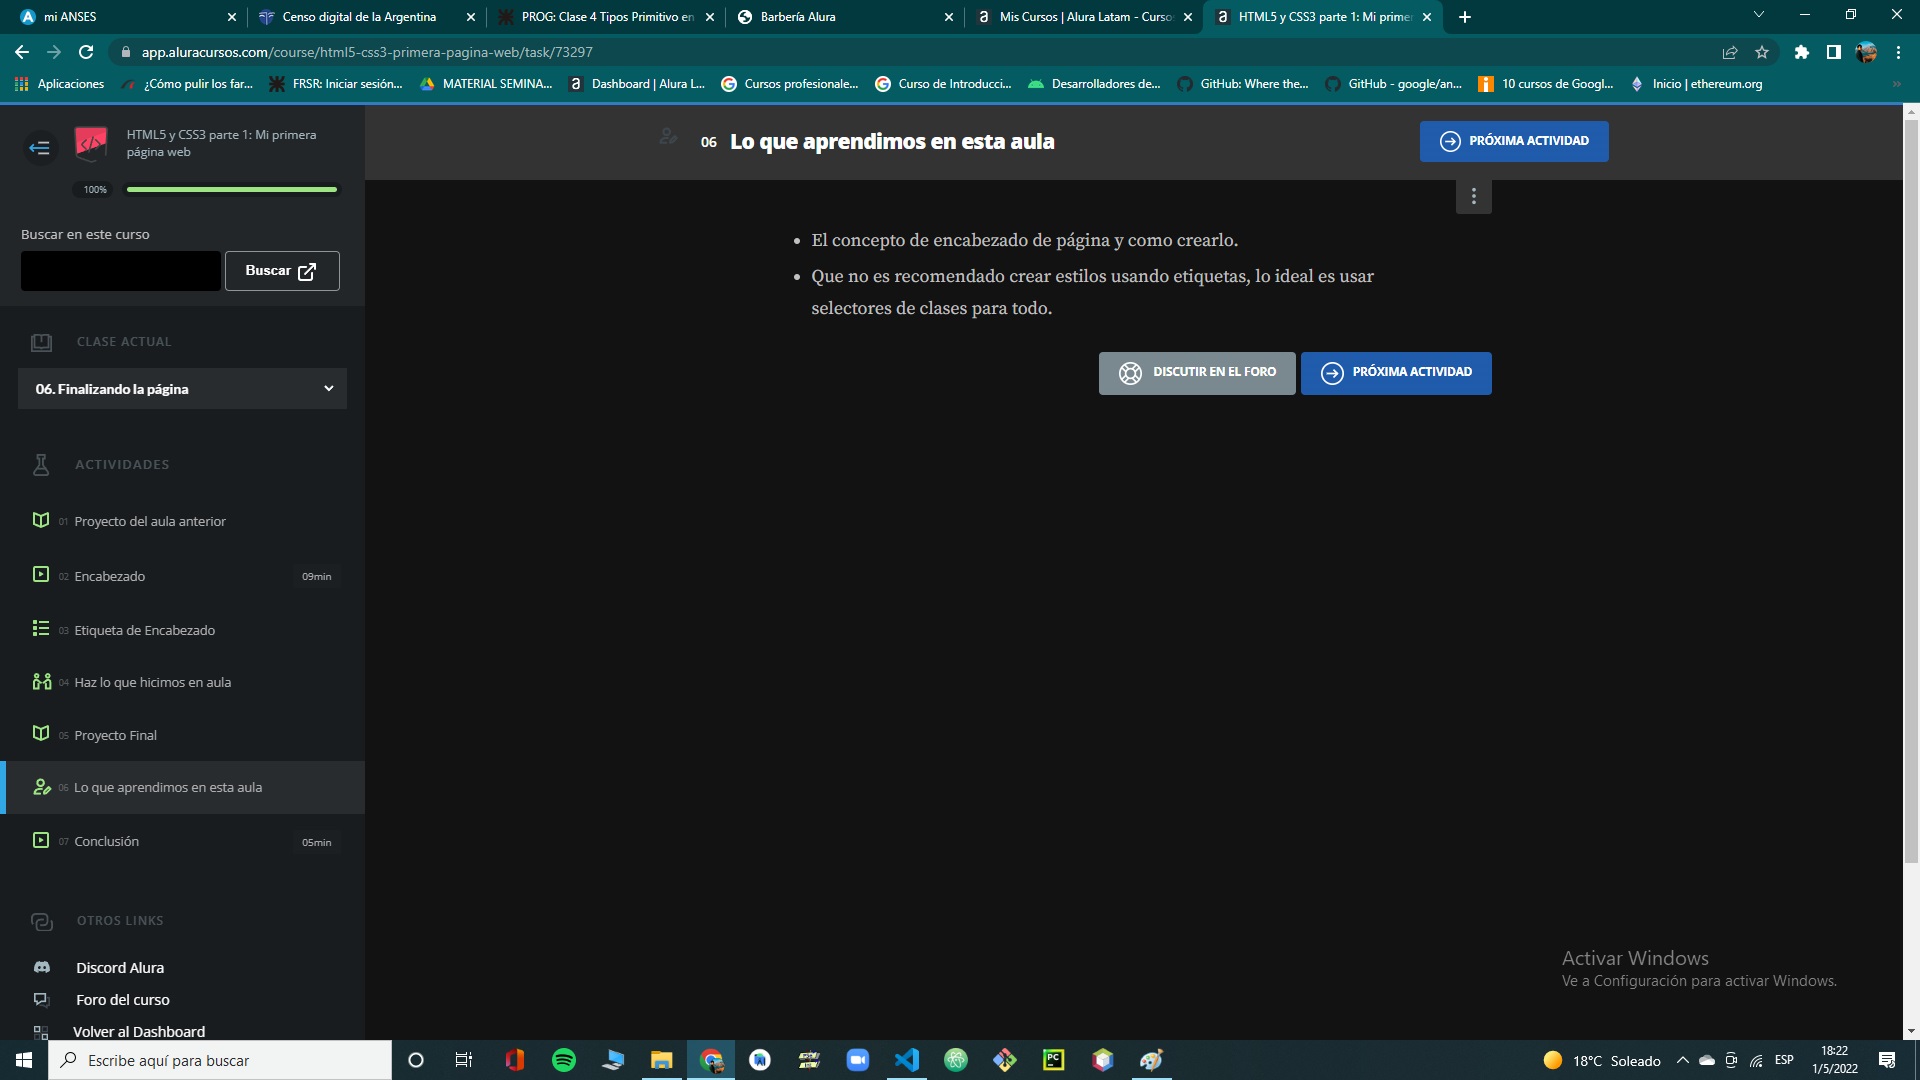 mi ANSES
Censo digital de la Argentina
PROG: Clase 4 Tipos Primitivo en
Barbería Alura
Mis Cursos | Alura Latam - Curso
HTML5 y CSS3 parte 1: Mi prime
app.aluracursos.com/course/html5-css3-primera-pagina-web/task/73297
Aplicaciones
¿Cómo pulir los far...
FRSR: Iniciar sesión...
MATERIAL SEMINA...
Dashboard | Alura L...
Cursos profesionale...
Curso de Introducci...
Desarrolladores de...
GitHub: Where the...
GitHub - google/an...
10 cursos de Googl...
Inicio | ethereum.org
HTML5 y CSS3 parte 1: Mi primera
página web
100%
Buscar en este curso
Buscar
CLASE ACTUAL
06. Finalizando la página
ACTIVIDADES
01 Proyecto del aula anterior
02 Encabezado 09min
03 Etiqueta de Encabezado
04 Haz lo que hicimos en aula
05 Proyecto Final
06 Lo que aprendimos en esta aula
07 Conclusión 05min
OTROS LINKS
Discord Alura
Foro del curso
Volver al Dashboard
06 Lo que aprendimos en esta aula
PRÓXIMA ACTIVIDAD
• El concepto de encabezado de página y como crearlo.
• Que no es recomendado crear estilos usando etiquetas, lo ideal es usar
selectores de clases para todo.
DISCUTIR EN EL FORO
PRÓXIMA ACTIVIDAD
Activar Windows
Ve a Configuración para activar Windows.
Escribe aquí para buscar
18°C Soleado
ESP
18:22
1/5/2022